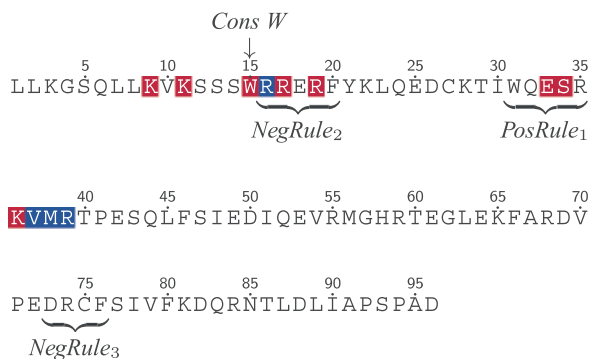 Cons W
↓
5 10 15 20 25 30 35
LLKGSQLLKVKSSSWRRERFYKLQEDCKTIWQESR
NegRule2 PosRule1
40 45 50 55 60 65 70
KVMRTPESQLFSIEDIQEVRMGHRTEGLEKFARDV
75 80 85 90 95
PEDRCFSIVFKDQRNTLDLIAPSPAD
NegRule3